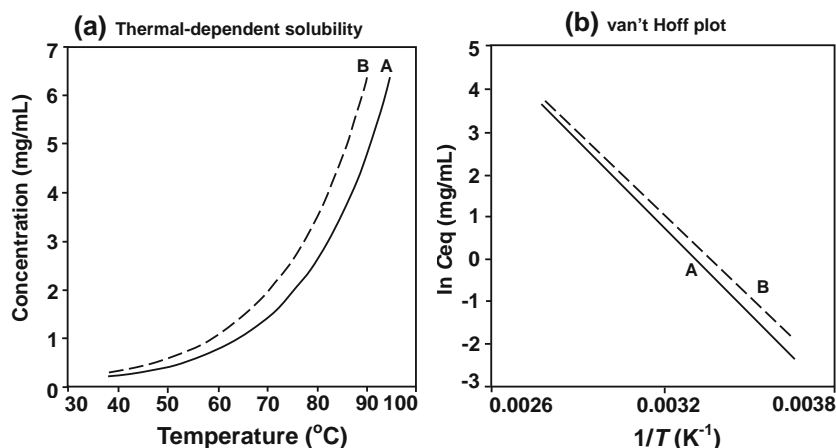 (a) Thermal-dependent solubility
7
6
5
4
3
2
1
0
Concentration (mg/mL)
B A
30 40 50 60 70 80 90 100
Temperature (°C)
(b) van't Hoff plot
5
4
3
2
1
0
-1
-2
-3
ln Ceq (mg/mL)
A
B
0.0026 0.0032 0.0038
1/T (K-1)